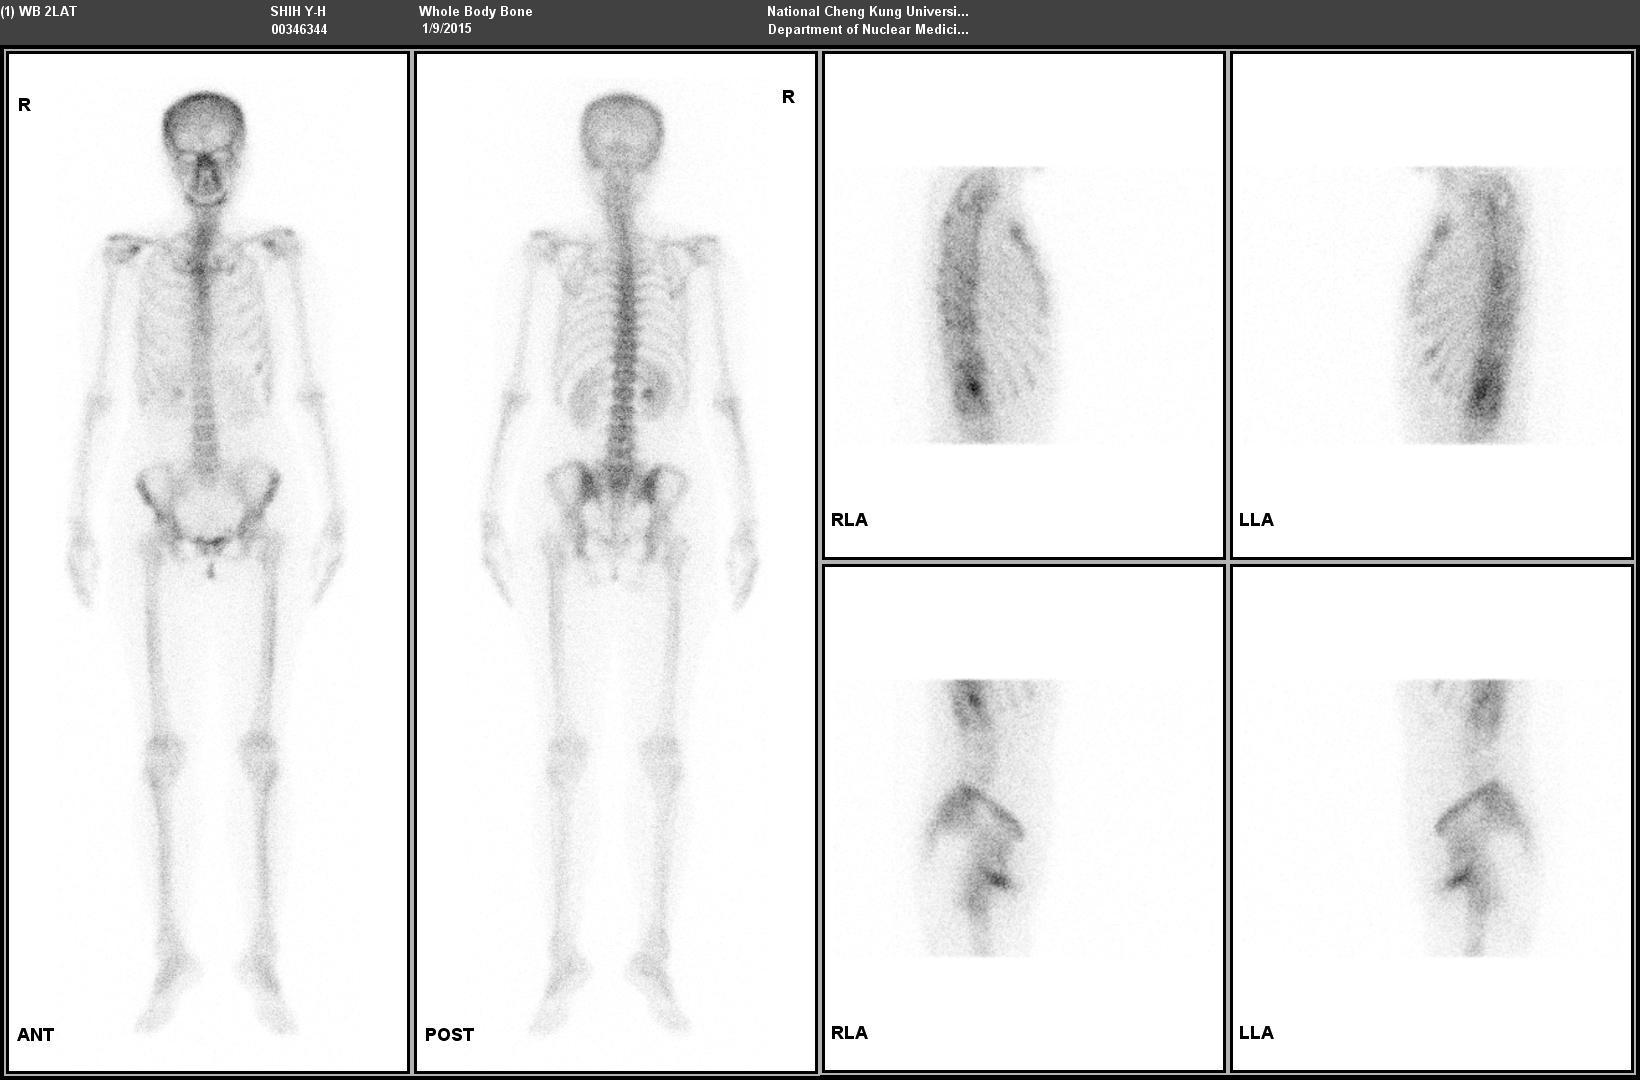 (1) WB 2LAT
SHIH Y-H
00346344
Whole Body Bone
1/9/2015
National Cheng Kung Universi...
Department of Nuclear Medici...
R
R
ANT
POST
RLA
LLA
RLA
LLA